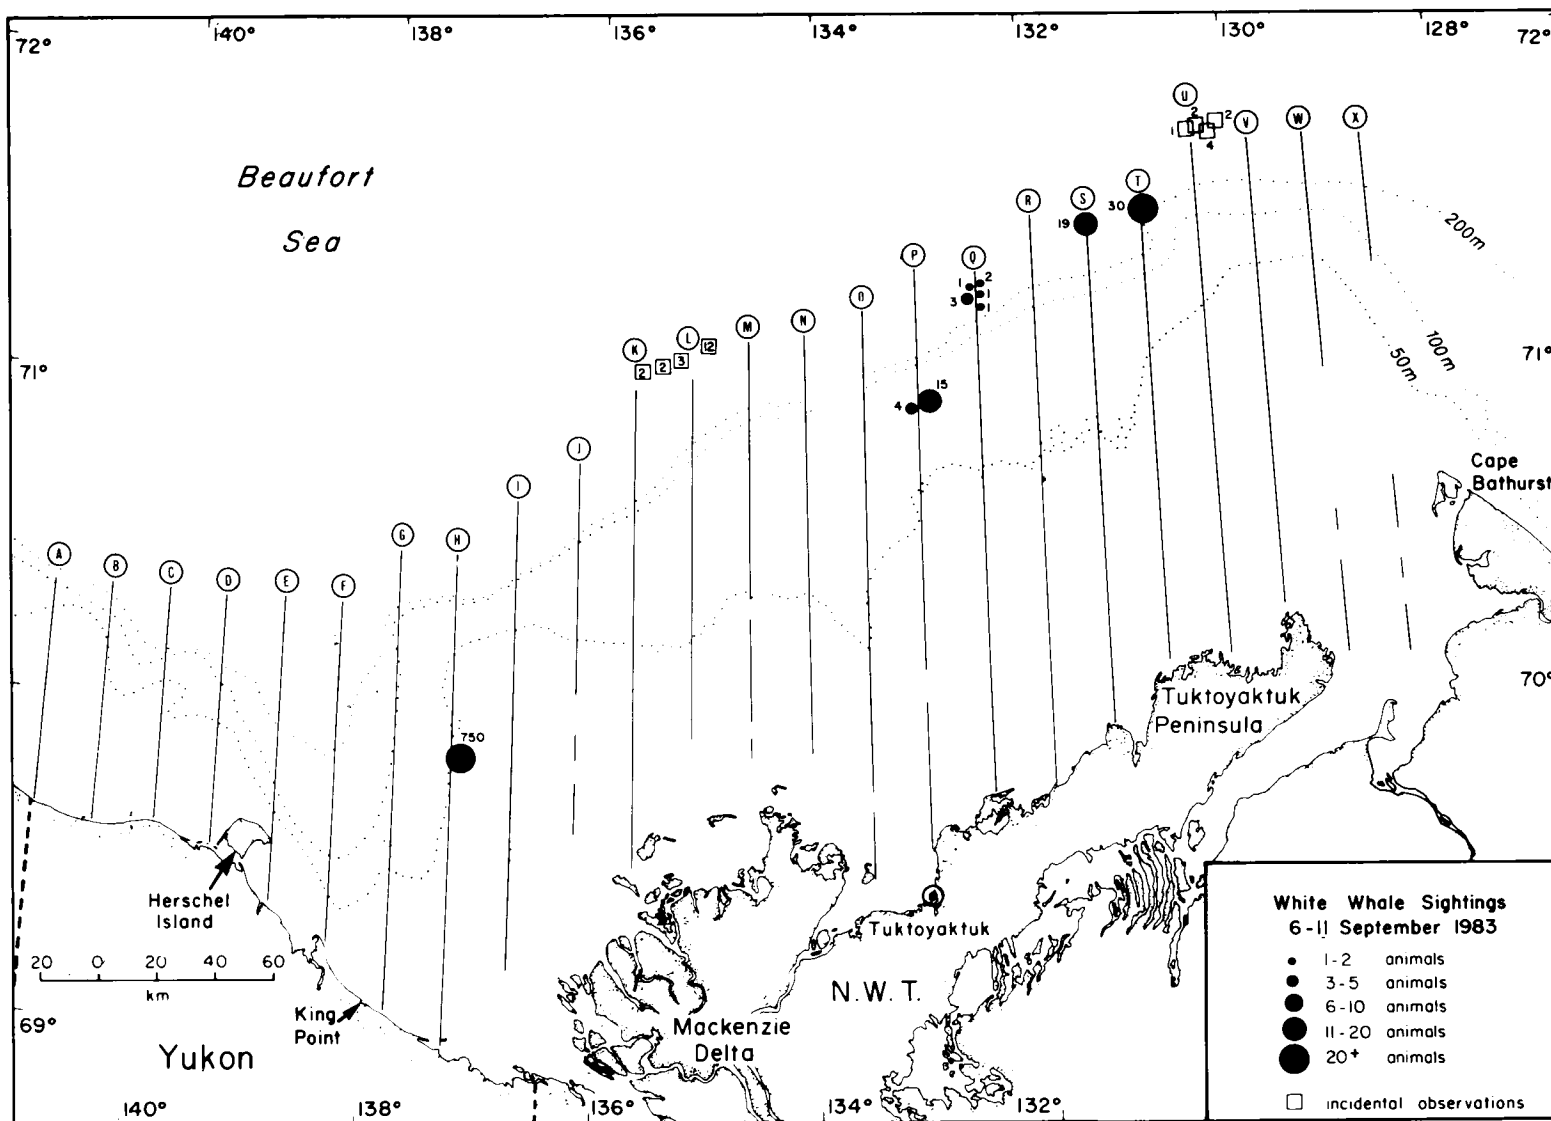 140° 138° 136° 134° 132° 130° 128°
72° 72°
Beaufort
Sea
U
2 2
1 4
V W X
T
30
S
19
R
200m
P Q
1 2
3 1
1
O
N
M
L
K
2 2 3 12
71° 71°
100m
50m
15
4
J
I
Cape
Bathurst
G H
A B C D E F
70°
Tuktoyaktuk
Peninsula
750
Herschel
Island
Tuktoyaktuk
20 0 20 40 60
km
King
Point
69°
N.W.T.
Mackenzie
Delta
Yukon
140° 138° 136° 134° 132°
White Whale Sightings
6-11 September 1983
1-2 animals
3-5 animals
6-10 animals
11-20 animals
20+ animals
incidental observations